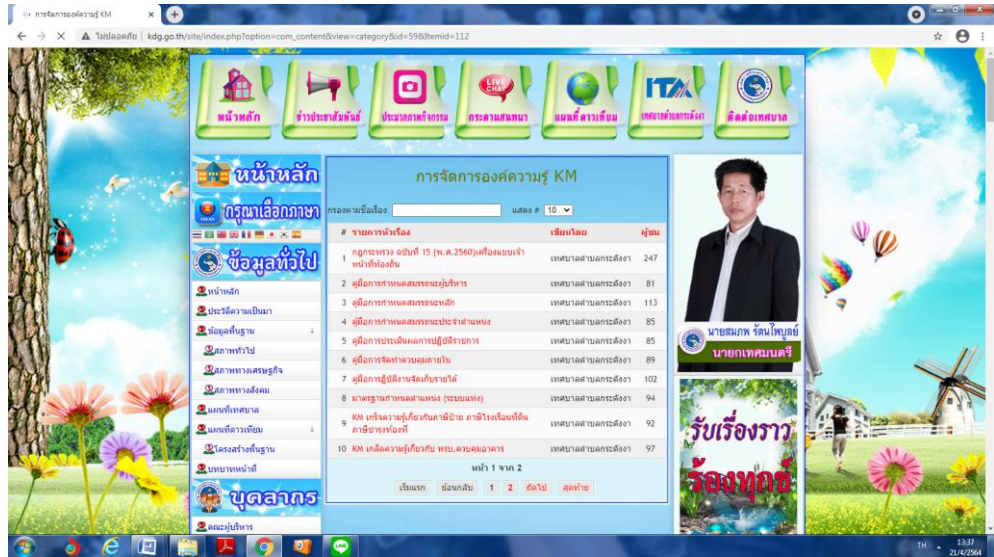 การจัดการองค์ความรู้ KM
ไม่ปลอดภัย | kdg.go.th/site/index.php?option=com_content&view=category&id=59&Itemid=112
หน้าหลัก
ข่าวประชาสัมพันธ์
ประมวลภาพกิจกรรม
LIVE CHAT
กระดานสนทนา
แผนที่ดาวเทียม
ITA
ติดต่อเทศบาล
หน้าหลัก
กรุณาเลือกภาษา
ข้อมูลทั่วไป
หน้าหลัก
ประวัติความเป็นมา
ข้อมูลพื้นฐาน
สภาพทั่วไป
สภาพทางเศรษฐกิจ
สภาพทางสังคม
แผนที่เทศบาล
แผนที่ดาวเทียม
โครงสร้างพื้นฐาน
บทบาทหน้าที่
บุคลากร
คณะผู้บริหาร
การจัดการองค์ความรู้ KM
กรองตามชื่อเรื่อง แสดง # 10
# รายการหัวเรื่อง เขียนโดย ผู้ชม
1 กฎกระทรวง ฉบับที่ 15 (พ.ศ.2560)เครื่องแบบเจ้า
หน้าที่ท้องถิ่น เทศบาลตำบลกระดังงา 247
2 คู่มือการกำหนดสมรรถนะผู้บริหาร เทศบาลตำบลกระดังงา 81
3 คู่มือการกำหนดสมรรถนะหลัก เทศบาลตำบลกระดังงา 113
4 คู่มือการกำหนดสมรรถนะประจำตำแหน่ง เทศบาลตำบลกระดังงา 85
5 คู่มือการประเมินผลการปฏิบัติราชการ เทศบาลตำบลกระดังงา 85
6 คู่มือการจัดทำควบคุมภายใน เทศบาลตำบลกระดังงา 89
7 คู่มือการฏิบัติงานจัดเก็บรายได้ เทศบาลตำบลกระดังงา 102
8 มาตรฐานกำหนดตำแหน่ง (ระบบแท่ง) เทศบาลตำบลกระดังงา 94
9 KM เกร็จความรู้เกี่ยวกับภาษีป้าย ภาษีโรงเรือนที่ดิน
ภาษีบำรุงท้องที่ เทศบาลตำบลกระดังงา 92
10 KM เกล็ดความรู้เกี่ยวกับ พรบ.ควบคุมอาคาร เทศบาลตำบลกระดังงา 97
หน้า 1 จาก 2
เริ่มแรก ย้อนกลับ 1 2 ถัดไป สุดท้าย
นายสมภพ รัตนไพบูลย์
นายกเทศมนตรี
รับเรื่องราว
ร้องทุกข์
TH
13:37
21/4/2564